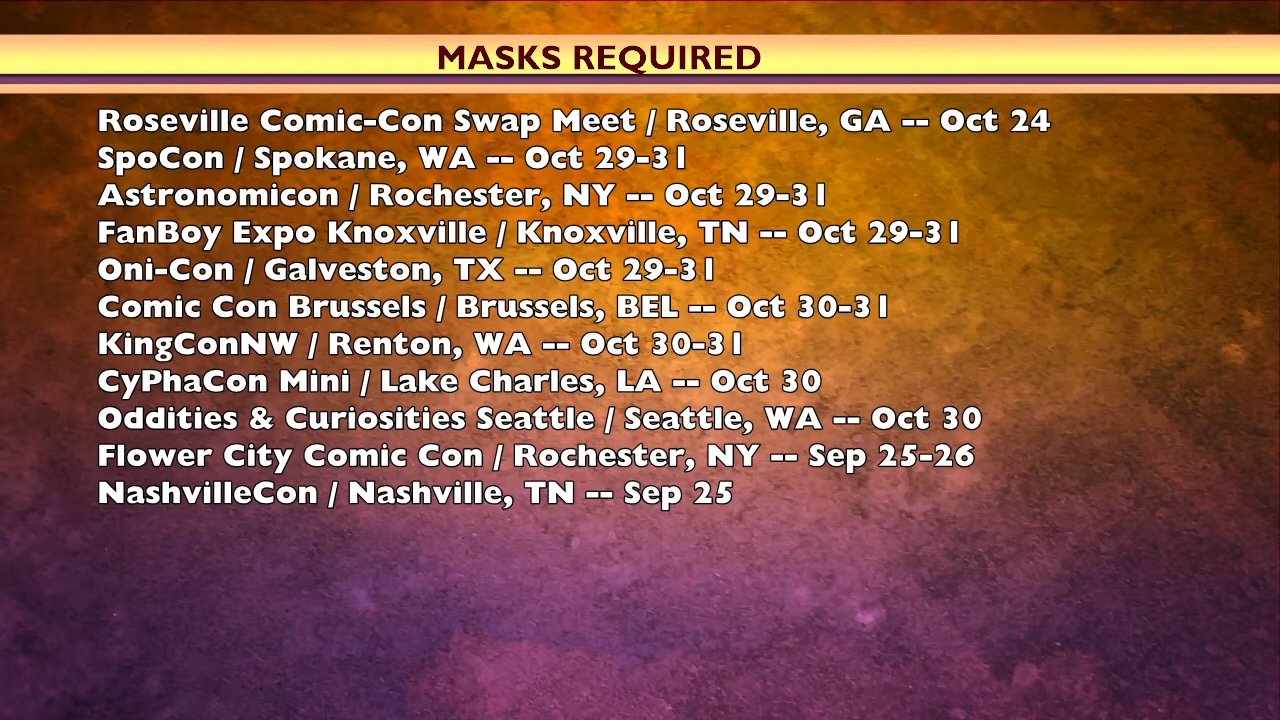 MASKS REQUIRED
Roseville Comic-Con Swap Meet / Roseville, GA -- Oct 24
SpoCon / Spokane, WA -- Oct 29-31
Astronomicon / Rochester, NY -- Oct 29-31
FanBoy Expo Knoxville / Knoxville, TN -- Oct 29-31
Oni-Con / Galveston, TX -- Oct 29-31
Comic Con Brussels / Brussels, BEL -- Oct 30-31
KingConNW / Renton, WA -- Oct 30-31
CyPhaCon Mini / Lake Charles, LA -- Oct 30
Oddities & Curiosities Seattle / Seattle, WA -- Oct 30
Flower City Comic Con / Rochester, NY -- Sep 25-26
NashvilleCon / Nashville, TN -- Sep 25